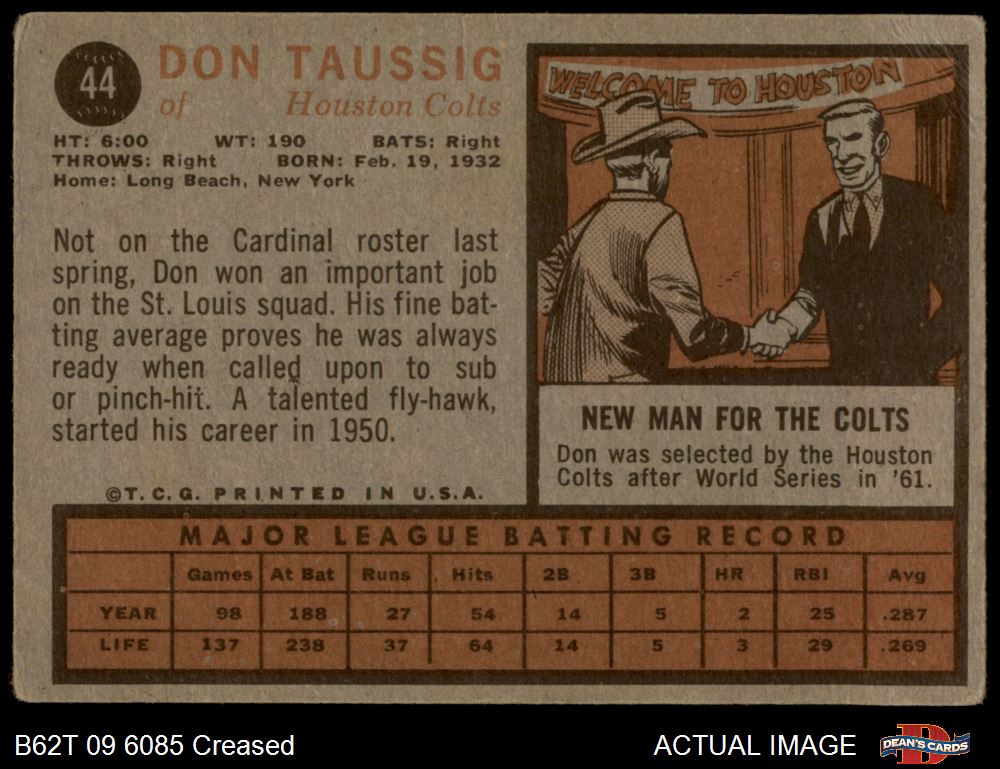 44
DON TAUSSIG
of Houston Colts
HT: 6:00 WT: 190 BATS: Right
THROWS: Right BORN: Feb. 19, 1932
Home: Long Beach, New York
Not on the Cardinal roster last
spring, Don won an important job
on the St. Louis squad. His fine bat-
ting average proves he was always
ready when called upon to sub
or pinch-hit. A talented fly-hawk,
started his career in 1950.
©T.C.G. PRINTED IN U.S.A.
WELCOME TO HOUSTON
NEW MAN FOR THE COLTS
Don was selected by the Houston
Colts after World Series in '61.
MAJOR LEAGUE BATTING RECORD
Games At Bat Runs Hits 2B 3B HR RBI Avg
YEAR 98 188 27 54 14 5 2 25 .287
LIFE 137 238 37 64 14 5 3 29 .269
B62T 09 6085 Creased
ACTUAL IMAGE
D
DEAN'S CARDS